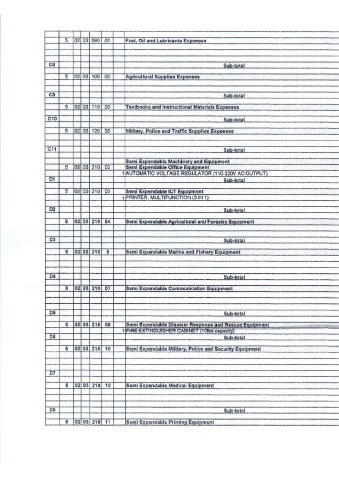 5 02 03 090 00 Fuel, Oil and Lubricants Expenses
C8 Sub-total
5 02 03 100 00 Agricultural Supplies Expenses
C9 Sub-total
5 02 03 110 00 Textbooks and Instructional Materials Expenses
C10 Sub-total
5 02 03 120 00 Military, Police and Traffic Supplies Expenses
C11 Sub-total
Semi Expendable Machinery and Equipment
5 02 03 210 02 Semi Expendable Office Equipment
1 AUTOMATIC VOLTAGE REGULATOR (110-220V AC OUTPUT)
D1 Sub-total
5 02 03 210 03 Semi Expendable ICT Equipment
1 PRINTER, MULTIFUNCTION (3 IN 1)
D2 Sub-total
5 02 03 210 04 Semi Expendable Agricultural and Forestry Equipment
D3 Sub-total
5 02 03 210 5 Semi Expendable Marine and Fishery Equipment
D4 Sub-total
5 02 03 210 07 Semi Expendable Communication Equipment
D5 Sub-total
5 02 03 210 08 Semi Expendable Disaster Response and Rescue Equipment
1 FIRE EXTINGUISHER CABINET (10lbs capacity)
D6 Sub-total
5 02 03 210 10 Semi Expendable Military, Police and Security Equipment
D7
5 02 03 210 10 Semi Expendable Medical Equipment
Sub-total
5 02 03 210 11 Semi Expendable Printing Equipment